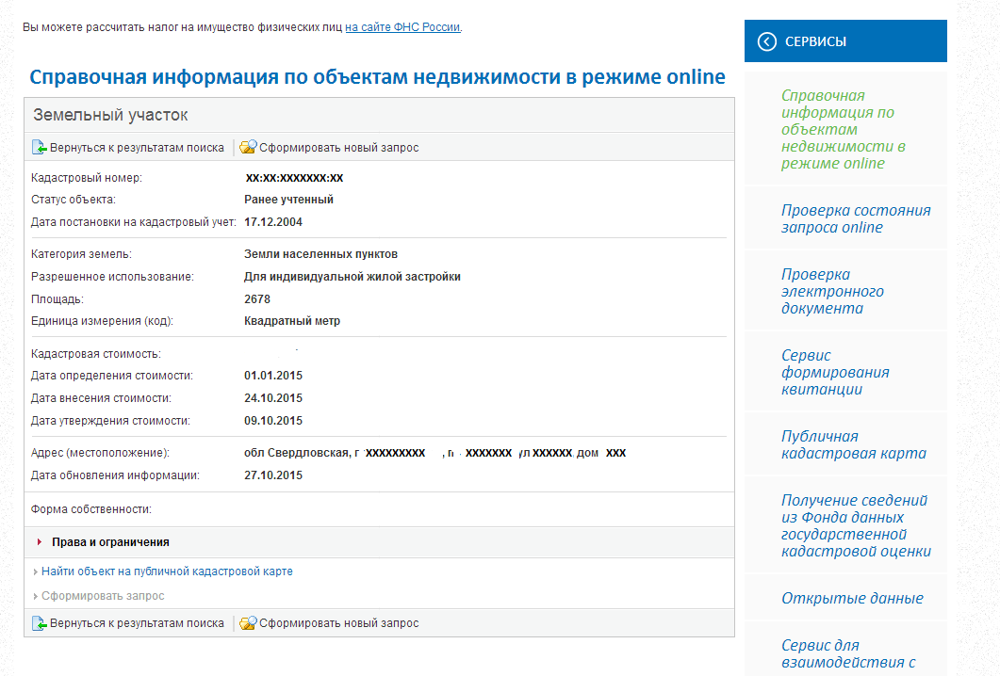 Вы можете рассчитать налог на имущество физических лиц на сайте ФНС России.
Справочная информация по объектам недвижимости в режиме online
Земельный участок
Вернуться к результатам поиска Сформировать новый запрос
Кадастровый номер: XX:XX:XXXXXXX:XX
Статус объекта: Ранее учтенный
Дата постановки на кадастровый учет: 17.12.2004
Категория земель: Земли населенных пунктов
Разрешенное использование: Для индивидуальной жилой застройки
Площадь: 2678
Единица измерения (код): Квадратный метр
Кадастровая стоимость:
Дата определения стоимости: 01.01.2015
Дата внесения стоимости: 24.10.2015
Дата утверждения стоимости: 09.10.2015
Адрес (местоположение): обл Свердловская, г XXXXXXXXX , п XXXXXXX ул XXXXXX, дом XXX
Дата обновления информации: 27.10.2015
Форма собственности:
Права и ограничения
Найти объект на публичной кадастровой карте
Сформировать запрос
Вернуться к результатам поиска Сформировать новый запрос
СЕРВИСЫ
Справочная
информация по
объектам
недвижимости в
режиме online
Проверка состояния
запроса online
Проверка
электронного
документа
Сервис
формирования
квитанции
Публичная
кадастровая карта
Получение сведений
из Фонда данных
государственной
кадастровой оценки
Открытые данные
Сервис для
взаимодействия с